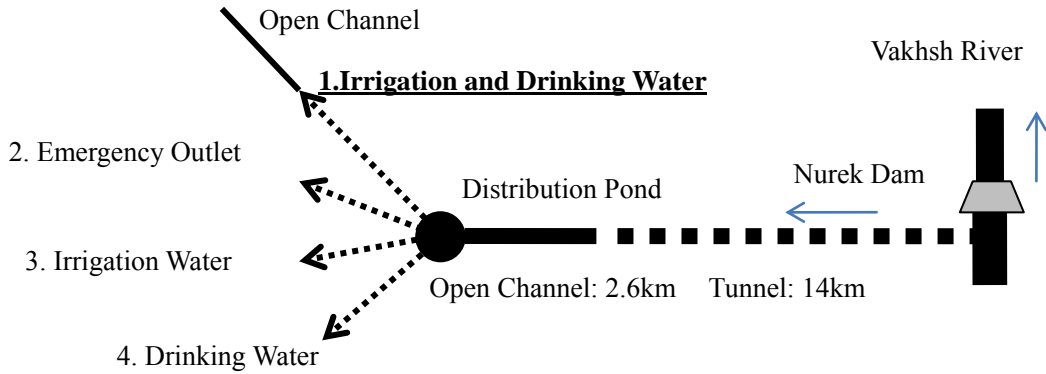 Open Channel
Vakhsh River
1.Irrigation and Drinking Water
2. Emergency Outlet
Nurek Dam
Distribution Pond
3. Irrigation Water
Open Channel: 2.6km
Tunnel: 14km
4. Drinking Water